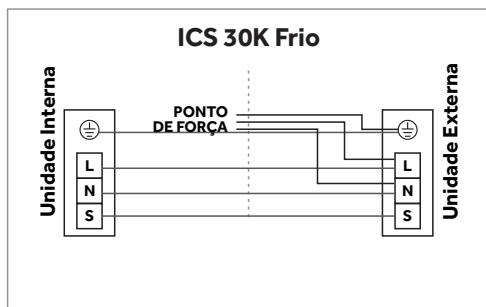 ICS 30K Frio
Unidade Interna
PONTO
DE FORÇA
L
N
S
L
N
S
Unidade Externa